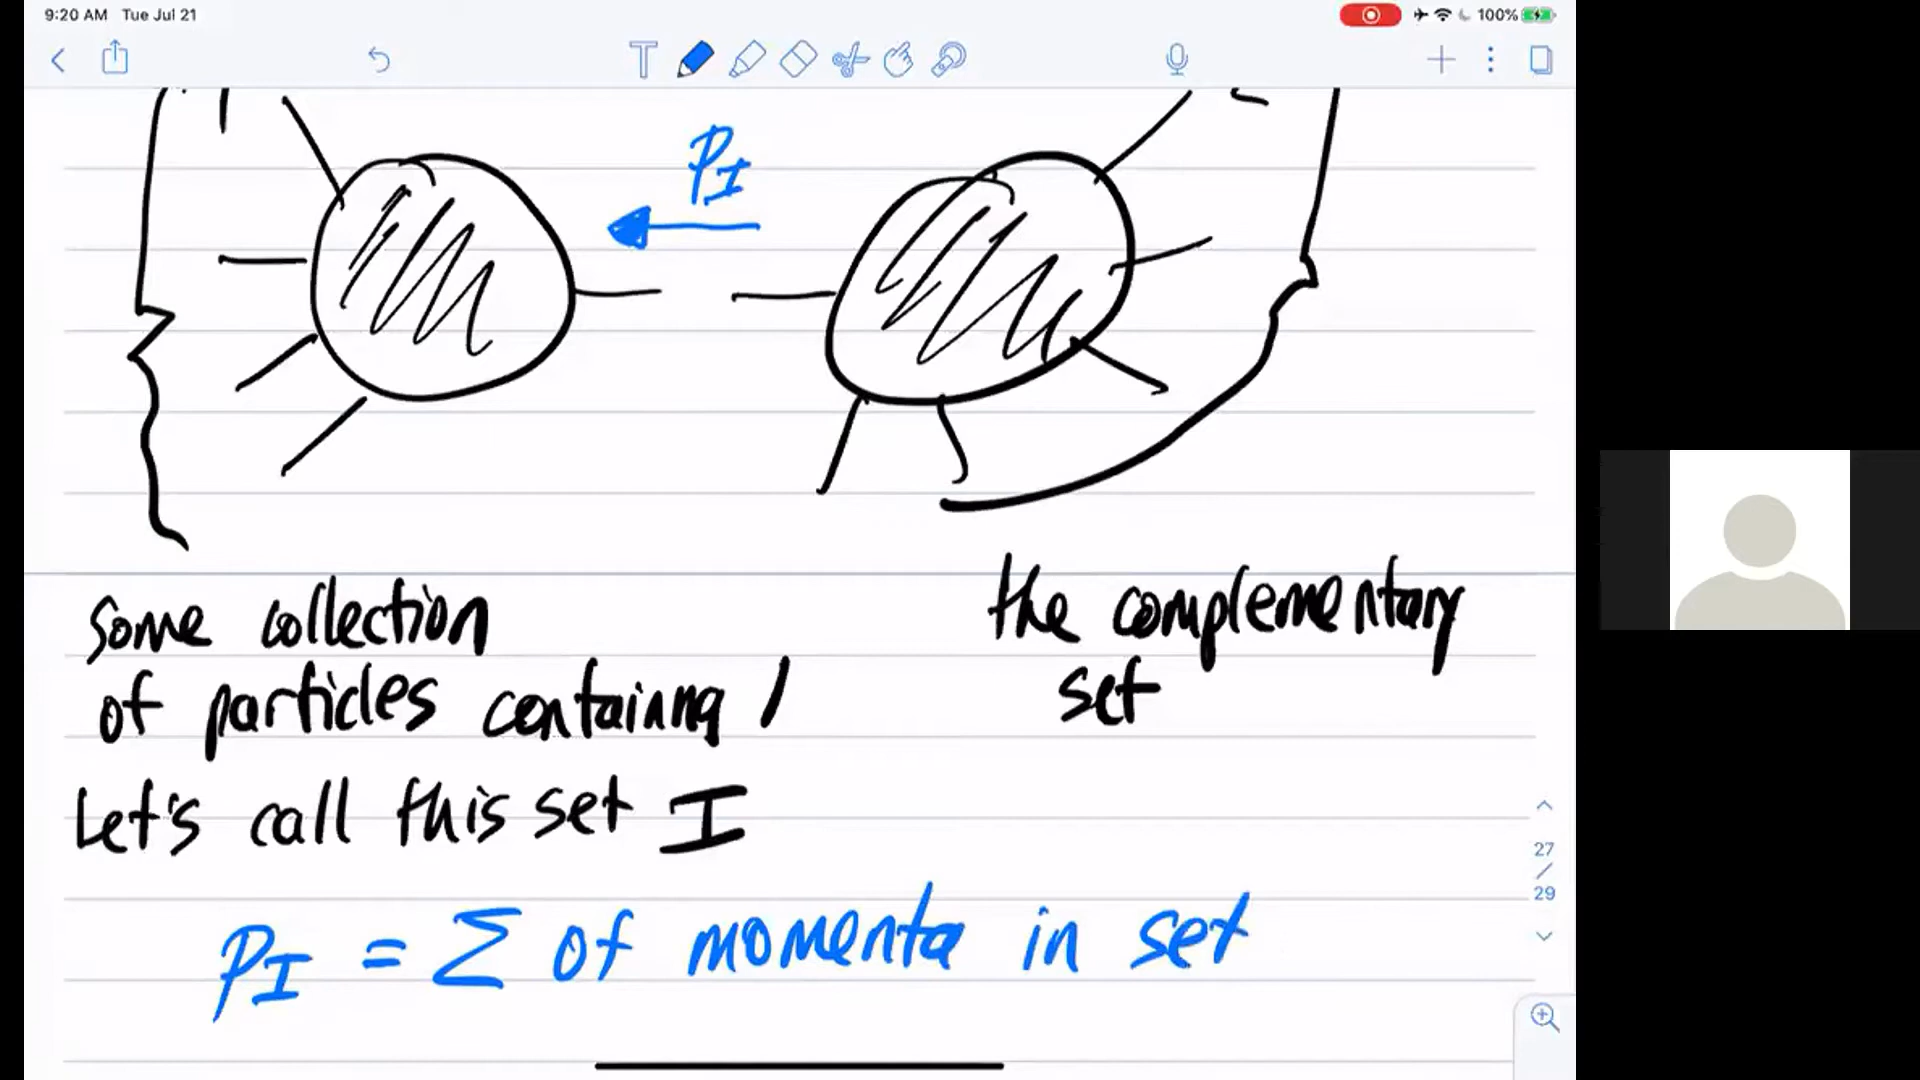 9:20 AM Tue Jul 21
100%
T
p_I
some collection
of particles containing 1
the complementary
set
Let's call this set I
27
/
29
p_I = Σ of momenta in set